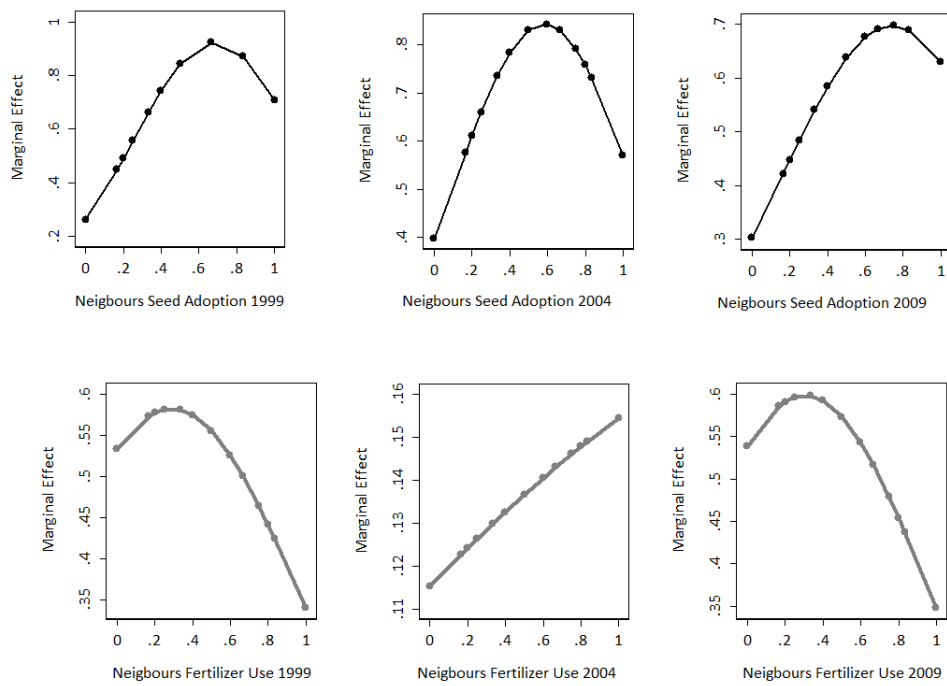 Marginal Effect
.2 .4 .6 .8 1
0 .2 .4 .6 .8 1
Neigbours Seed Adoption 1999
Marginal Effect
.4 .5 .6 .7 .8
0 .2 .4 .6 .8 1
Neigbours Seed Adoption 2004
Marginal Effect
.3 .4 .5 .6 .7
0 .2 .4 .6 .8 1
Neigbours Seed Adoption 2009
Marginal Effect
.35 .4 .45 .5 .55 .6
0 .2 .4 .6 .8 1
Neigbours Fertilizer Use 1999
Marginal Effect
.11 .12 .13 .14 .15 .16
0 .2 .4 .6 .8 1
Neigbours Fertilizer Use 2004
Marginal Effect
.35 .4 .45 .5 .55 .6
0 .2 .4 .6 .8 1
Neigbours Fertilizer Use 2009